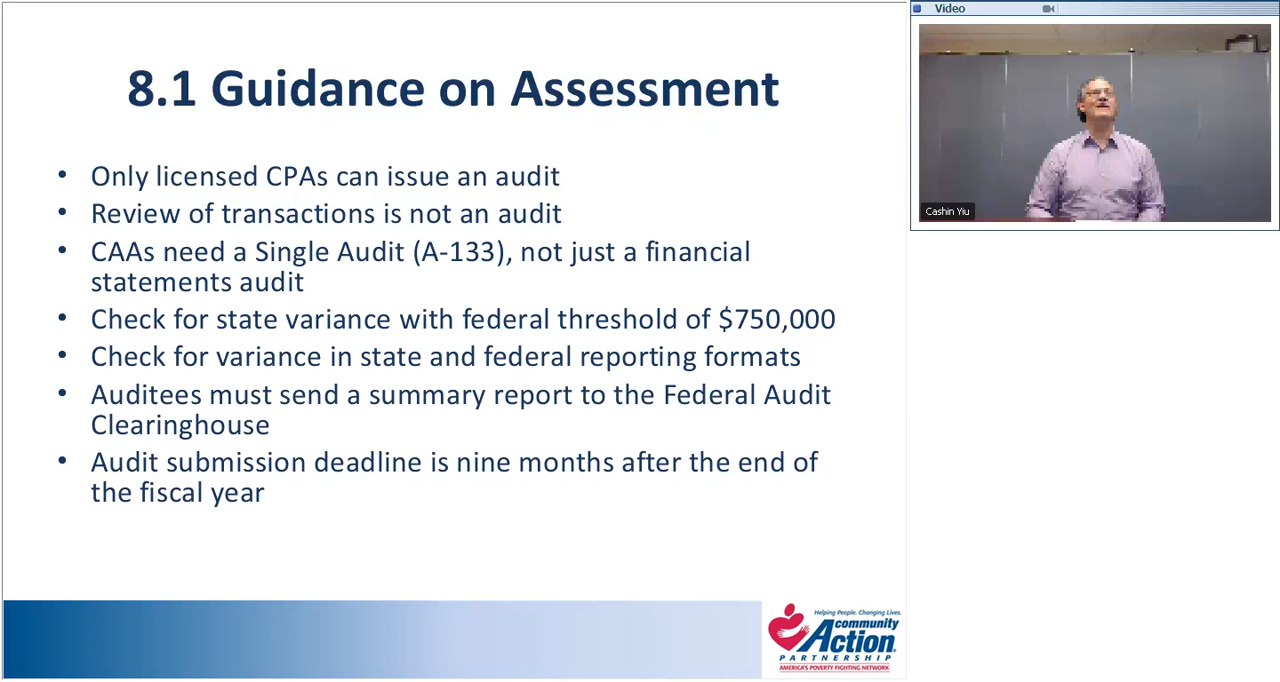 8.1 Guidance on Assessment
• Only licensed CPAs can issue an audit
• Review of transactions is not an audit
• CAAs need a Single Audit (A-133), not just a financial
statements audit
• Check for state variance with federal threshold of $750,000
• Check for variance in state and federal reporting formats
• Auditees must send a summary report to the Federal Audit
Clearinghouse
• Audit submission deadline is nine months after the end of
the fiscal year
Helping People. Changing Lives.
community
Action
PARTNERSHIP
AMERICA'S POVERTY FIGHTING NETWORK
Video
Cashin Yiu